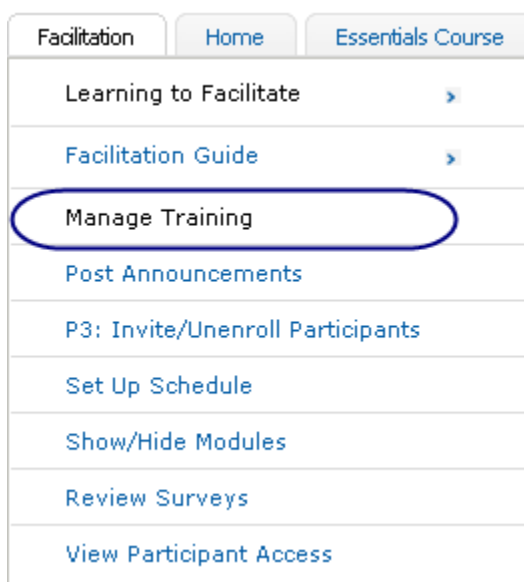 Facilitation Home Essentials Course
Learning to Facilitate
Facilitation Guide
Manage Training
Post Announcements
P3: Invite/Unenroll Participants
Set Up Schedule
Show/Hide Modules
Review Surveys
View Participant Access